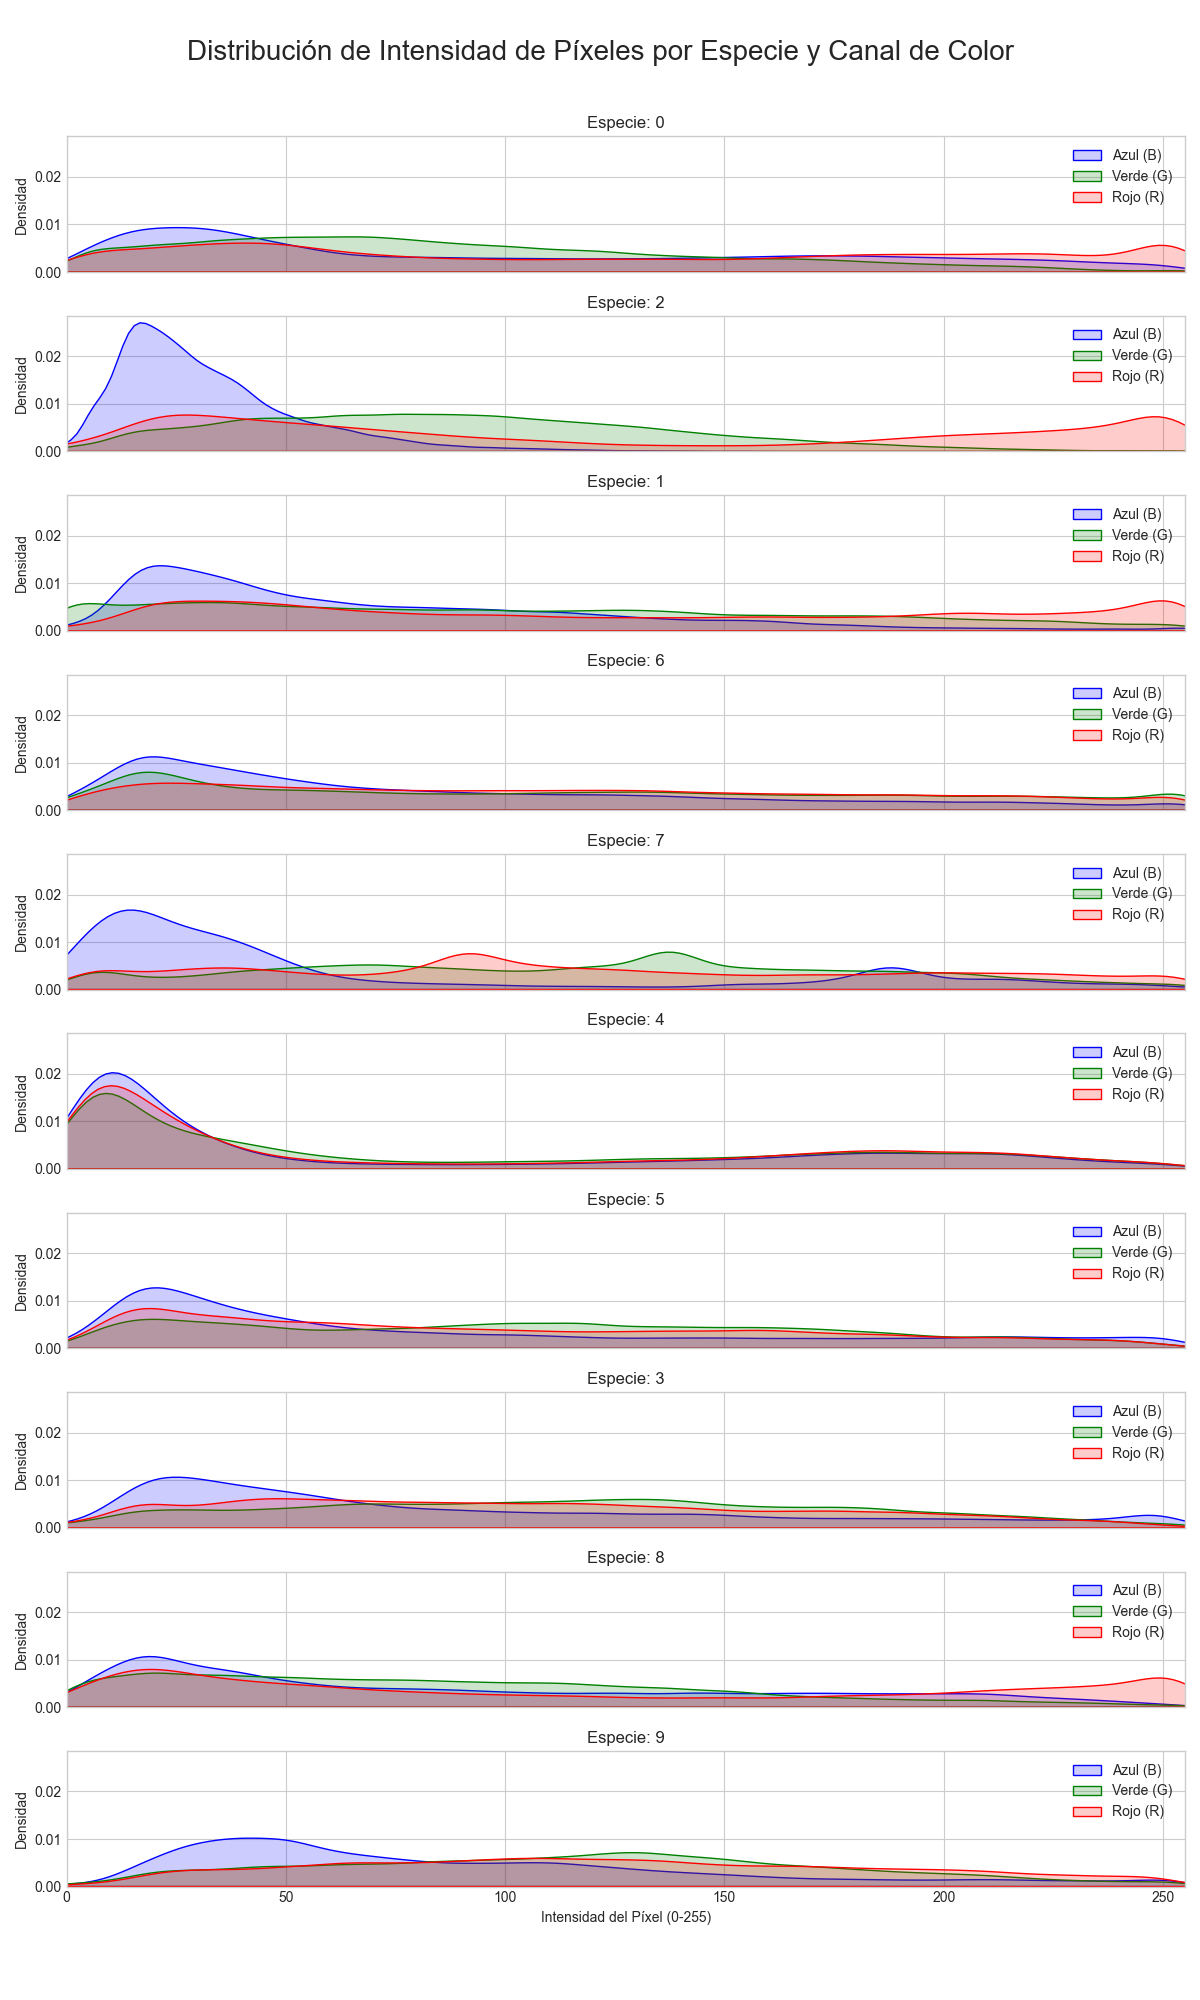 Distribución de Intensidad de Píxeles por Especie y Canal de Color
Especie: 0
Densidad
0.02
0.01
0.00
Azul (B)
Verde (G)
Rojo (R)
Especie: 2
Densidad
0.02
0.01
0.00
Azul (B)
Verde (G)
Rojo (R)
Especie: 1
Densidad
0.02
0.01
0.00
Azul (B)
Verde (G)
Rojo (R)
Especie: 6
Densidad
0.02
0.01
0.00
Azul (B)
Verde (G)
Rojo (R)
Especie: 7
Densidad
0.02
0.01
0.00
Azul (B)
Verde (G)
Rojo (R)
Especie: 4
Densidad
0.02
0.01
0.00
Azul (B)
Verde (G)
Rojo (R)
Especie: 5
Densidad
0.02
0.01
0.00
Azul (B)
Verde (G)
Rojo (R)
Especie: 3
Densidad
0.02
0.01
0.00
Azul (B)
Verde (G)
Rojo (R)
Especie: 8
Densidad
0.02
0.01
0.00
Azul (B)
Verde (G)
Rojo (R)
Especie: 9
Densidad
0.02
0.01
0.00
Azul (B)
Verde (G)
Rojo (R)
0 50 100 150 200 250
Intensidad del Píxel (0-255)